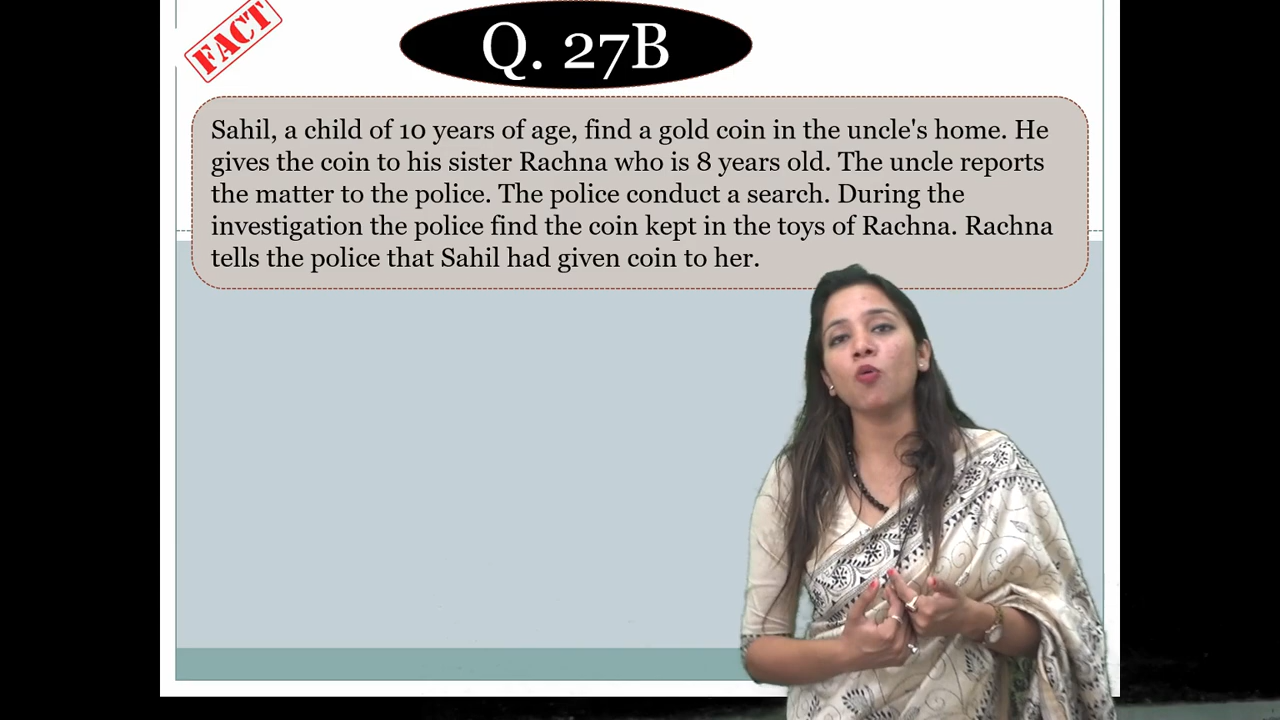 FACT
Q. 27B
Sahil, a child of 10 years of age, find a gold coin in the uncle's home. He
gives the coin to his sister Rachna who is 8 years old. The uncle reports
the matter to the police. The police conduct a search. During the
investigation the police find the coin kept in the toys of Rachna. Rachna
tells the police that Sahil had given coin to her.